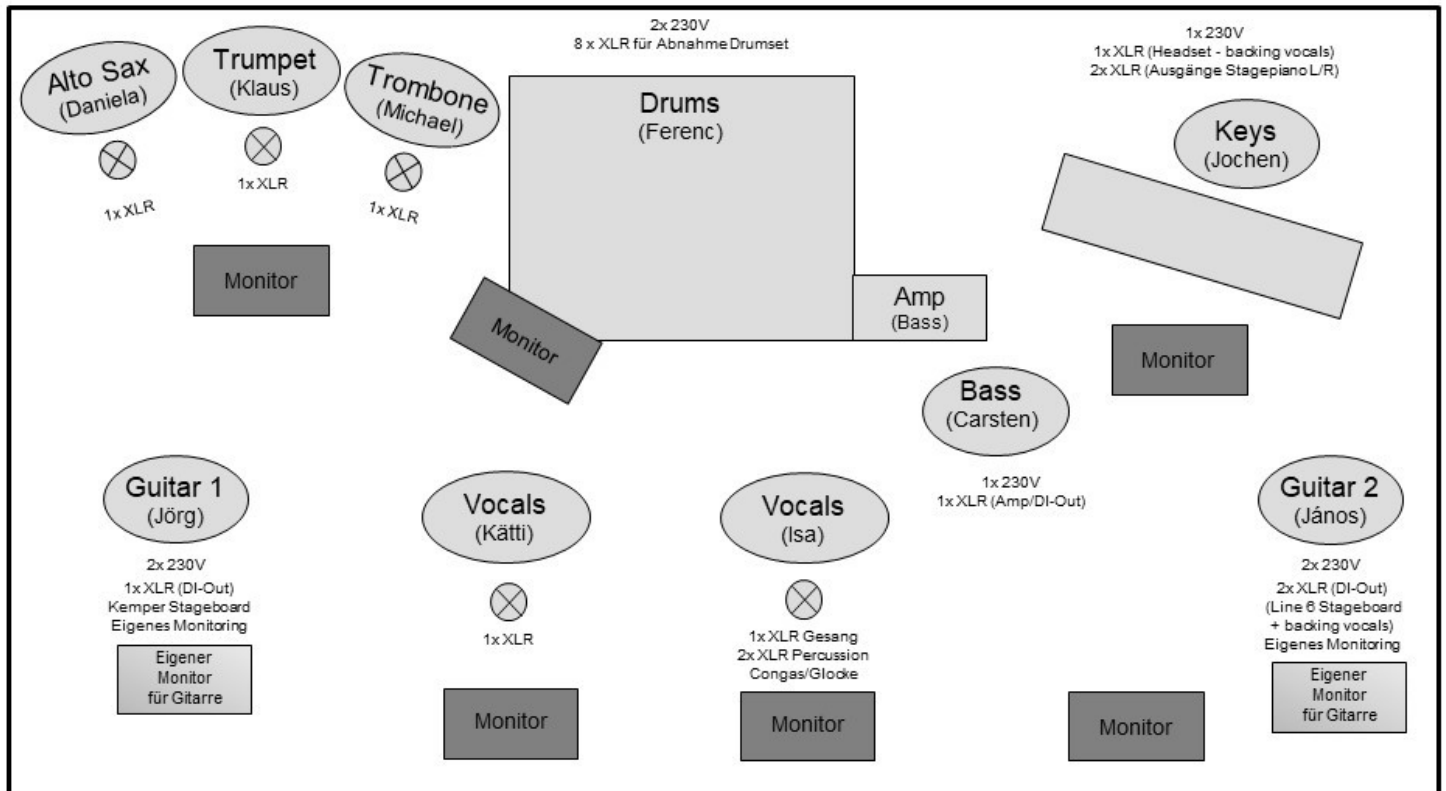 2x 230V
8 x XLR für Abnahme Drumset
1x 230V
1x XLR (Headset - backing vocals)
2x XLR (Ausgänge Stagepiano L/R)
Alto Sax
(Daniela)
Trumpet
(Klaus)
Trombone
(Michael)
Drums
(Ferenc)
Keys
(Jochen)
1x XLR
1x XLR
1x XLR
Monitor
Monitor
Amp
(Bass)
Monitor
Bass
(Carsten)
1x 230V
1x XLR (Amp/DI-Out)
Guitar 1
(Jörg)
2x 230V
1x XLR (DI-Out)
Kemper Stageboard
Eigenes Monitoring
Eigener
Monitor
für Gitarre
Vocals
(Kätti)
1x XLR
Monitor
Vocals
(Isa)
1x XLR Gesang
2x XLR Percussion
Congas/Glocke
Monitor
Monitor
Guitar 2
(János)
2x 230V
2x XLR (DI-Out)
(Line 6 Stageboard
+ backing vocals)
Eigenes Monitoring
Eigener
Monitor
für Gitarre